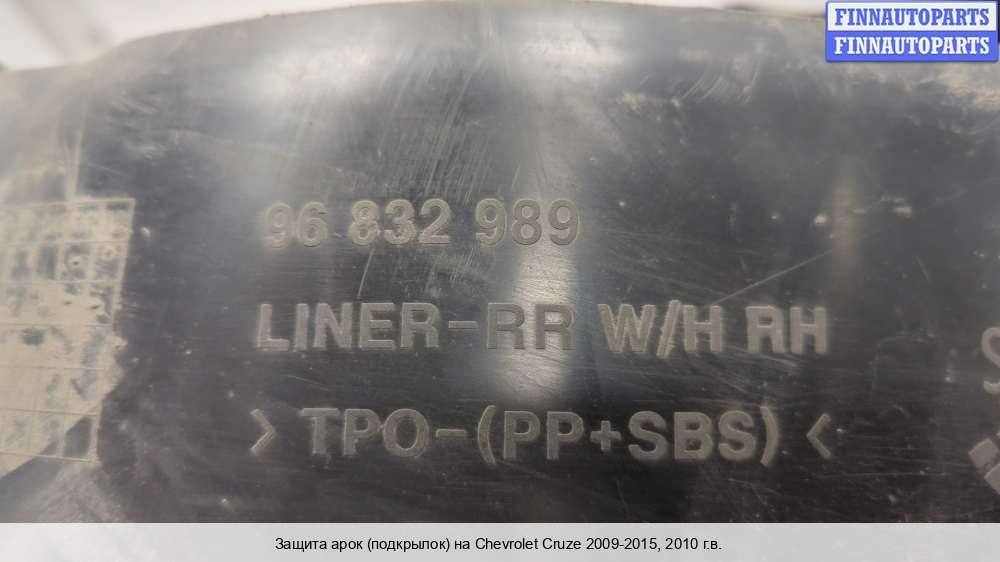 FINNAUTOPARTS
FINNAUTOPARTS
96 832 989
LINER-RR W/H RH
> TPO-(PP+SBS) <
Защита арок (подкрылок) на Chevrolet Cruze 2009-2015, 2010 г.в.